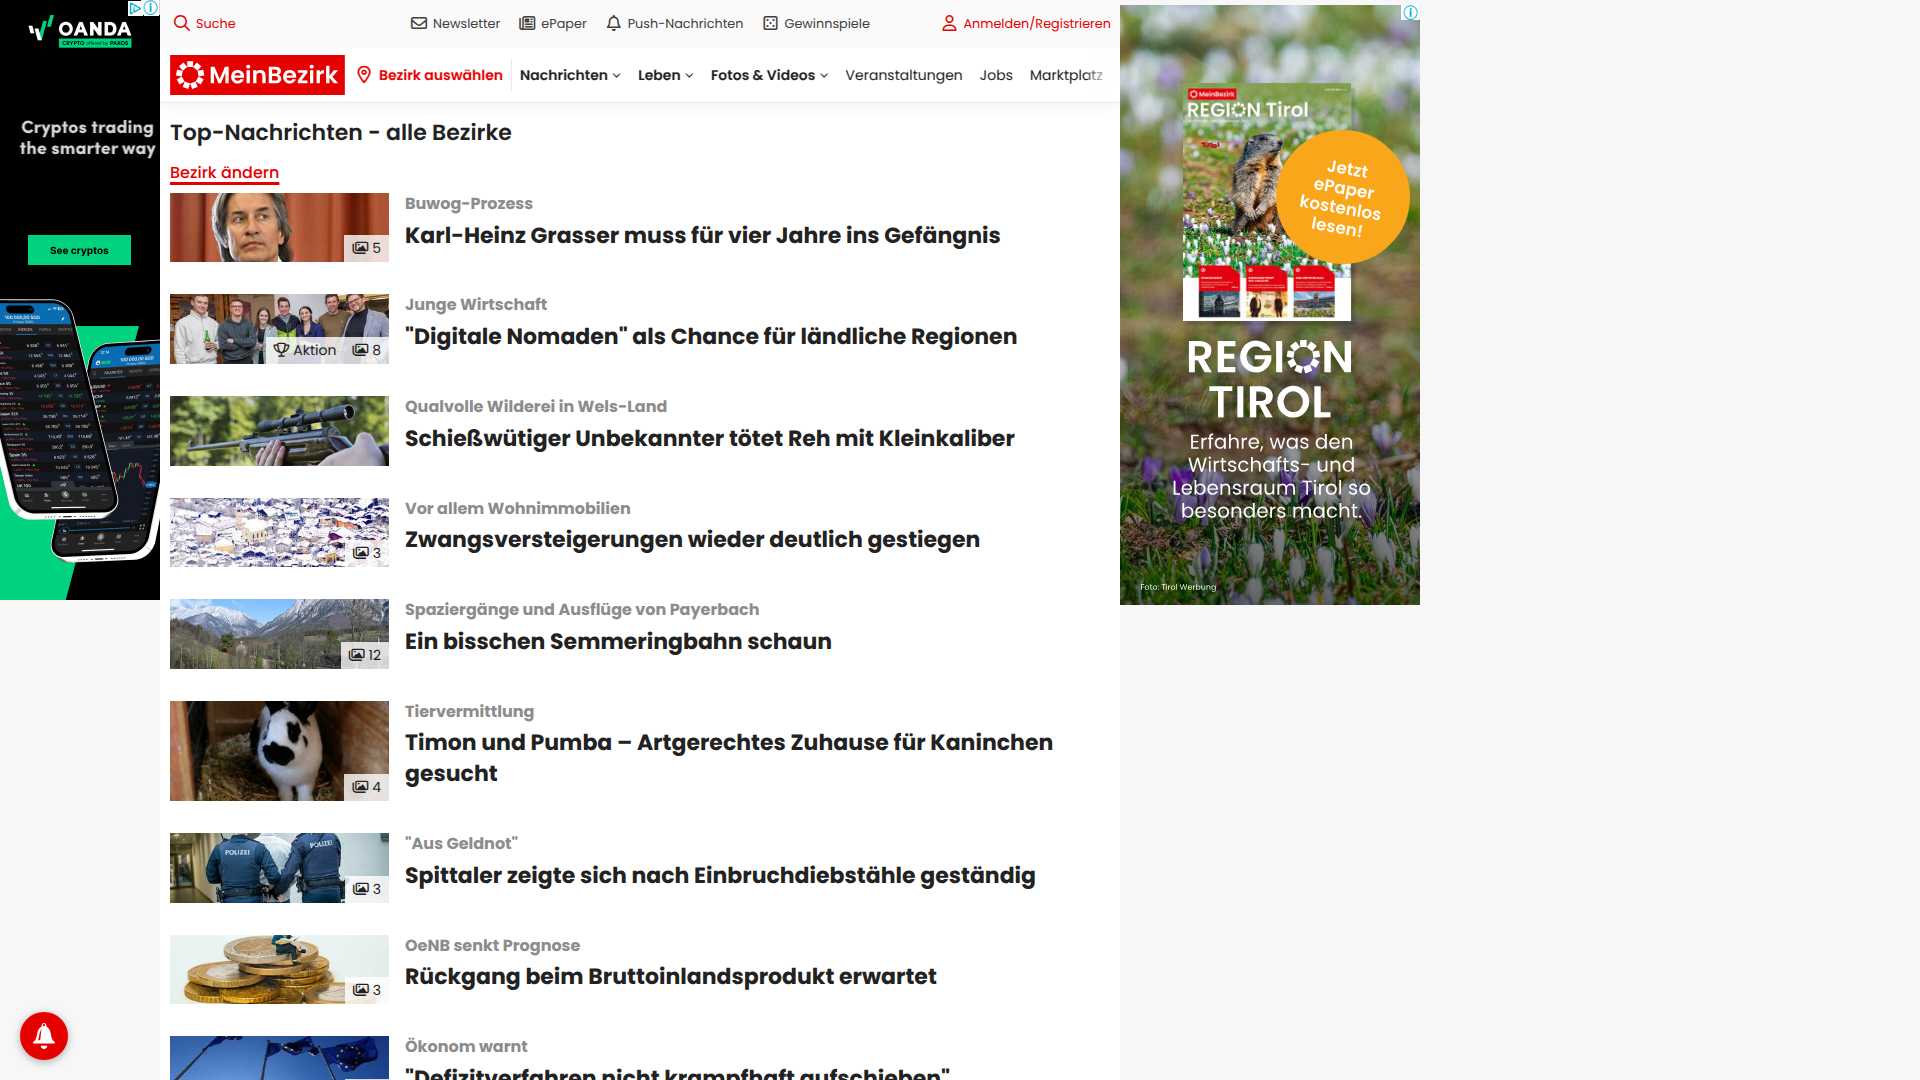 Suche
Newsletter
ePaper
Push-Nachrichten
Gewinnspiele
Anmelden/Registrieren
MeinBezirk
Bezirk auswählen
Nachrichten
Leben
Fotos & Videos
Veranstaltungen
Jobs
Marktplatz
OANDA
CRYPTO offered by PAXOS
Cryptos trading
the smarter way
See cryptos
Top-Nachrichten - alle Bezirke
Bezirk ändern
5
Buwog-Prozess
Karl-Heinz Grasser muss für vier Jahre ins Gefängnis
Aktion
8
Junge Wirtschaft
"Digitale Nomaden" als Chance für ländliche Regionen
Qualvolle Wilderei in Wels-Land
Schießwütiger Unbekannter tötet Reh mit Kleinkaliber
3
Vor allem Wohnimmobilien
Zwangsversteigerungen wieder deutlich gestiegen
12
Spaziergänge und Ausflüge von Payerbach
Ein bisschen Semmeringbahn schaun
4
Tiervermittlung
Timon und Pumba – Artgerechtes Zuhause für Kaninchen
gesucht
POLIZEI
POLIZEI
3
"Aus Geldnot"
Spittaler zeigte sich nach Einbruchdiebstähle geständig
3
OeNB senkt Prognose
Rückgang beim Bruttoinlandsprodukt erwartet
Ökonom warnt
"Defizitverfahren nicht krampfhaft aufschieben"
MeinBezirk
REGION Tirol
Tirol
Jetzt
ePaper
kostenlos
lesen!
REGION
TIROL
Erfahre, was den
Wirtschafts- und
Lebensraum Tirol so
besonders macht.
Foto: Tirol Werbung